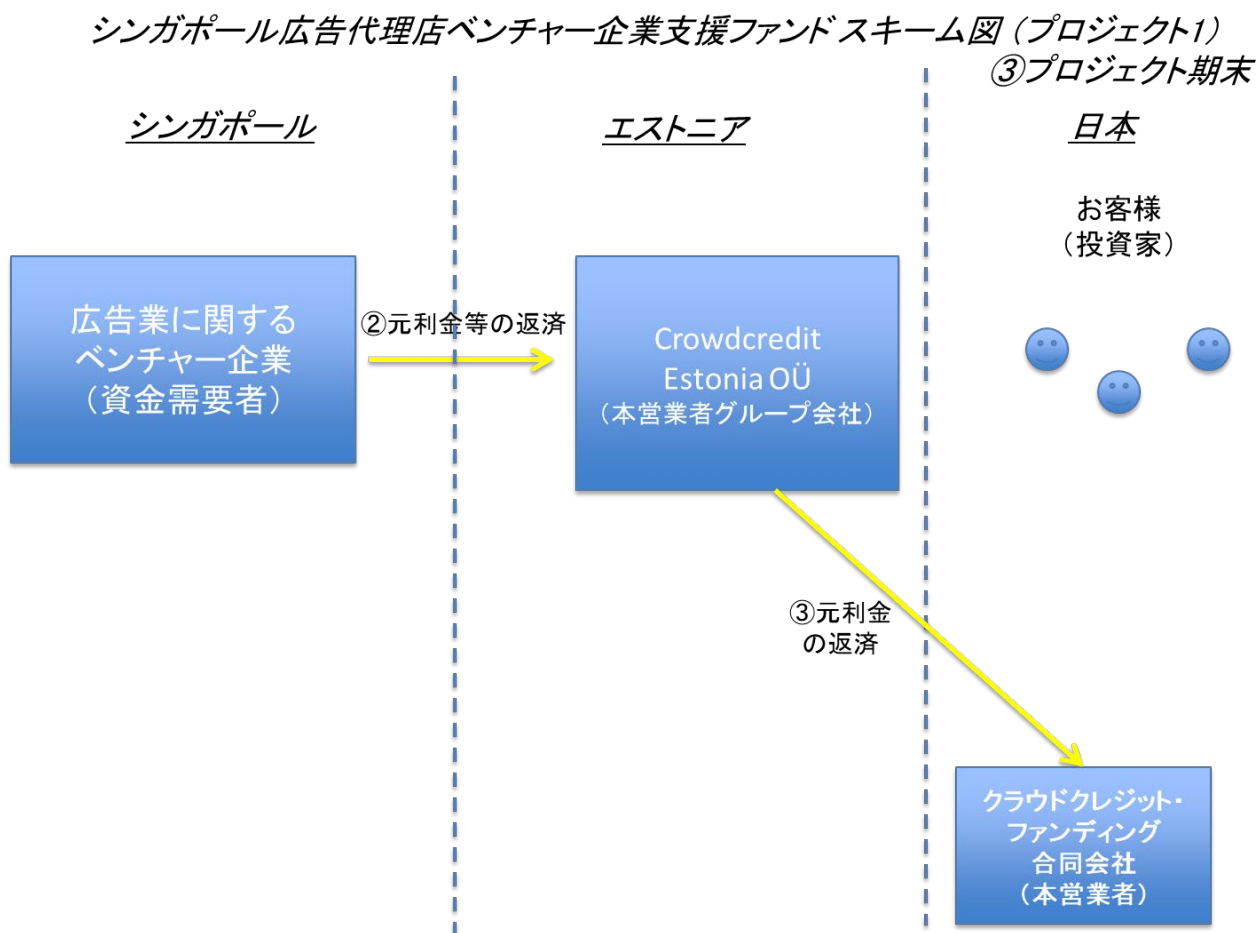 シンガポール広告代理店ベンチャー企業支援ファンド スキーム図（プロジェクト1）
③プロジェクト期末
シンガポール
エストニア
日本
お客様
（投資家）
広告業に関する
ベンチャー企業
（資金需要者）
②元利金等の返済
Crowdcredit
Estonia OÜ
（本営業者グループ会社）
③元利金
の返済
クラウドクレジット・
ファンディング
合同会社
（本営業者）